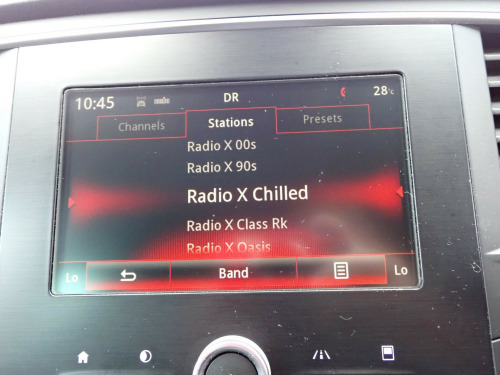 10:45 DR 28°c
Channels Stations Presets
Radio X 00s
Radio X 90s
Radio X Chilled
Radio X Class Rk
Radio X Oasis
Lo Band Lo